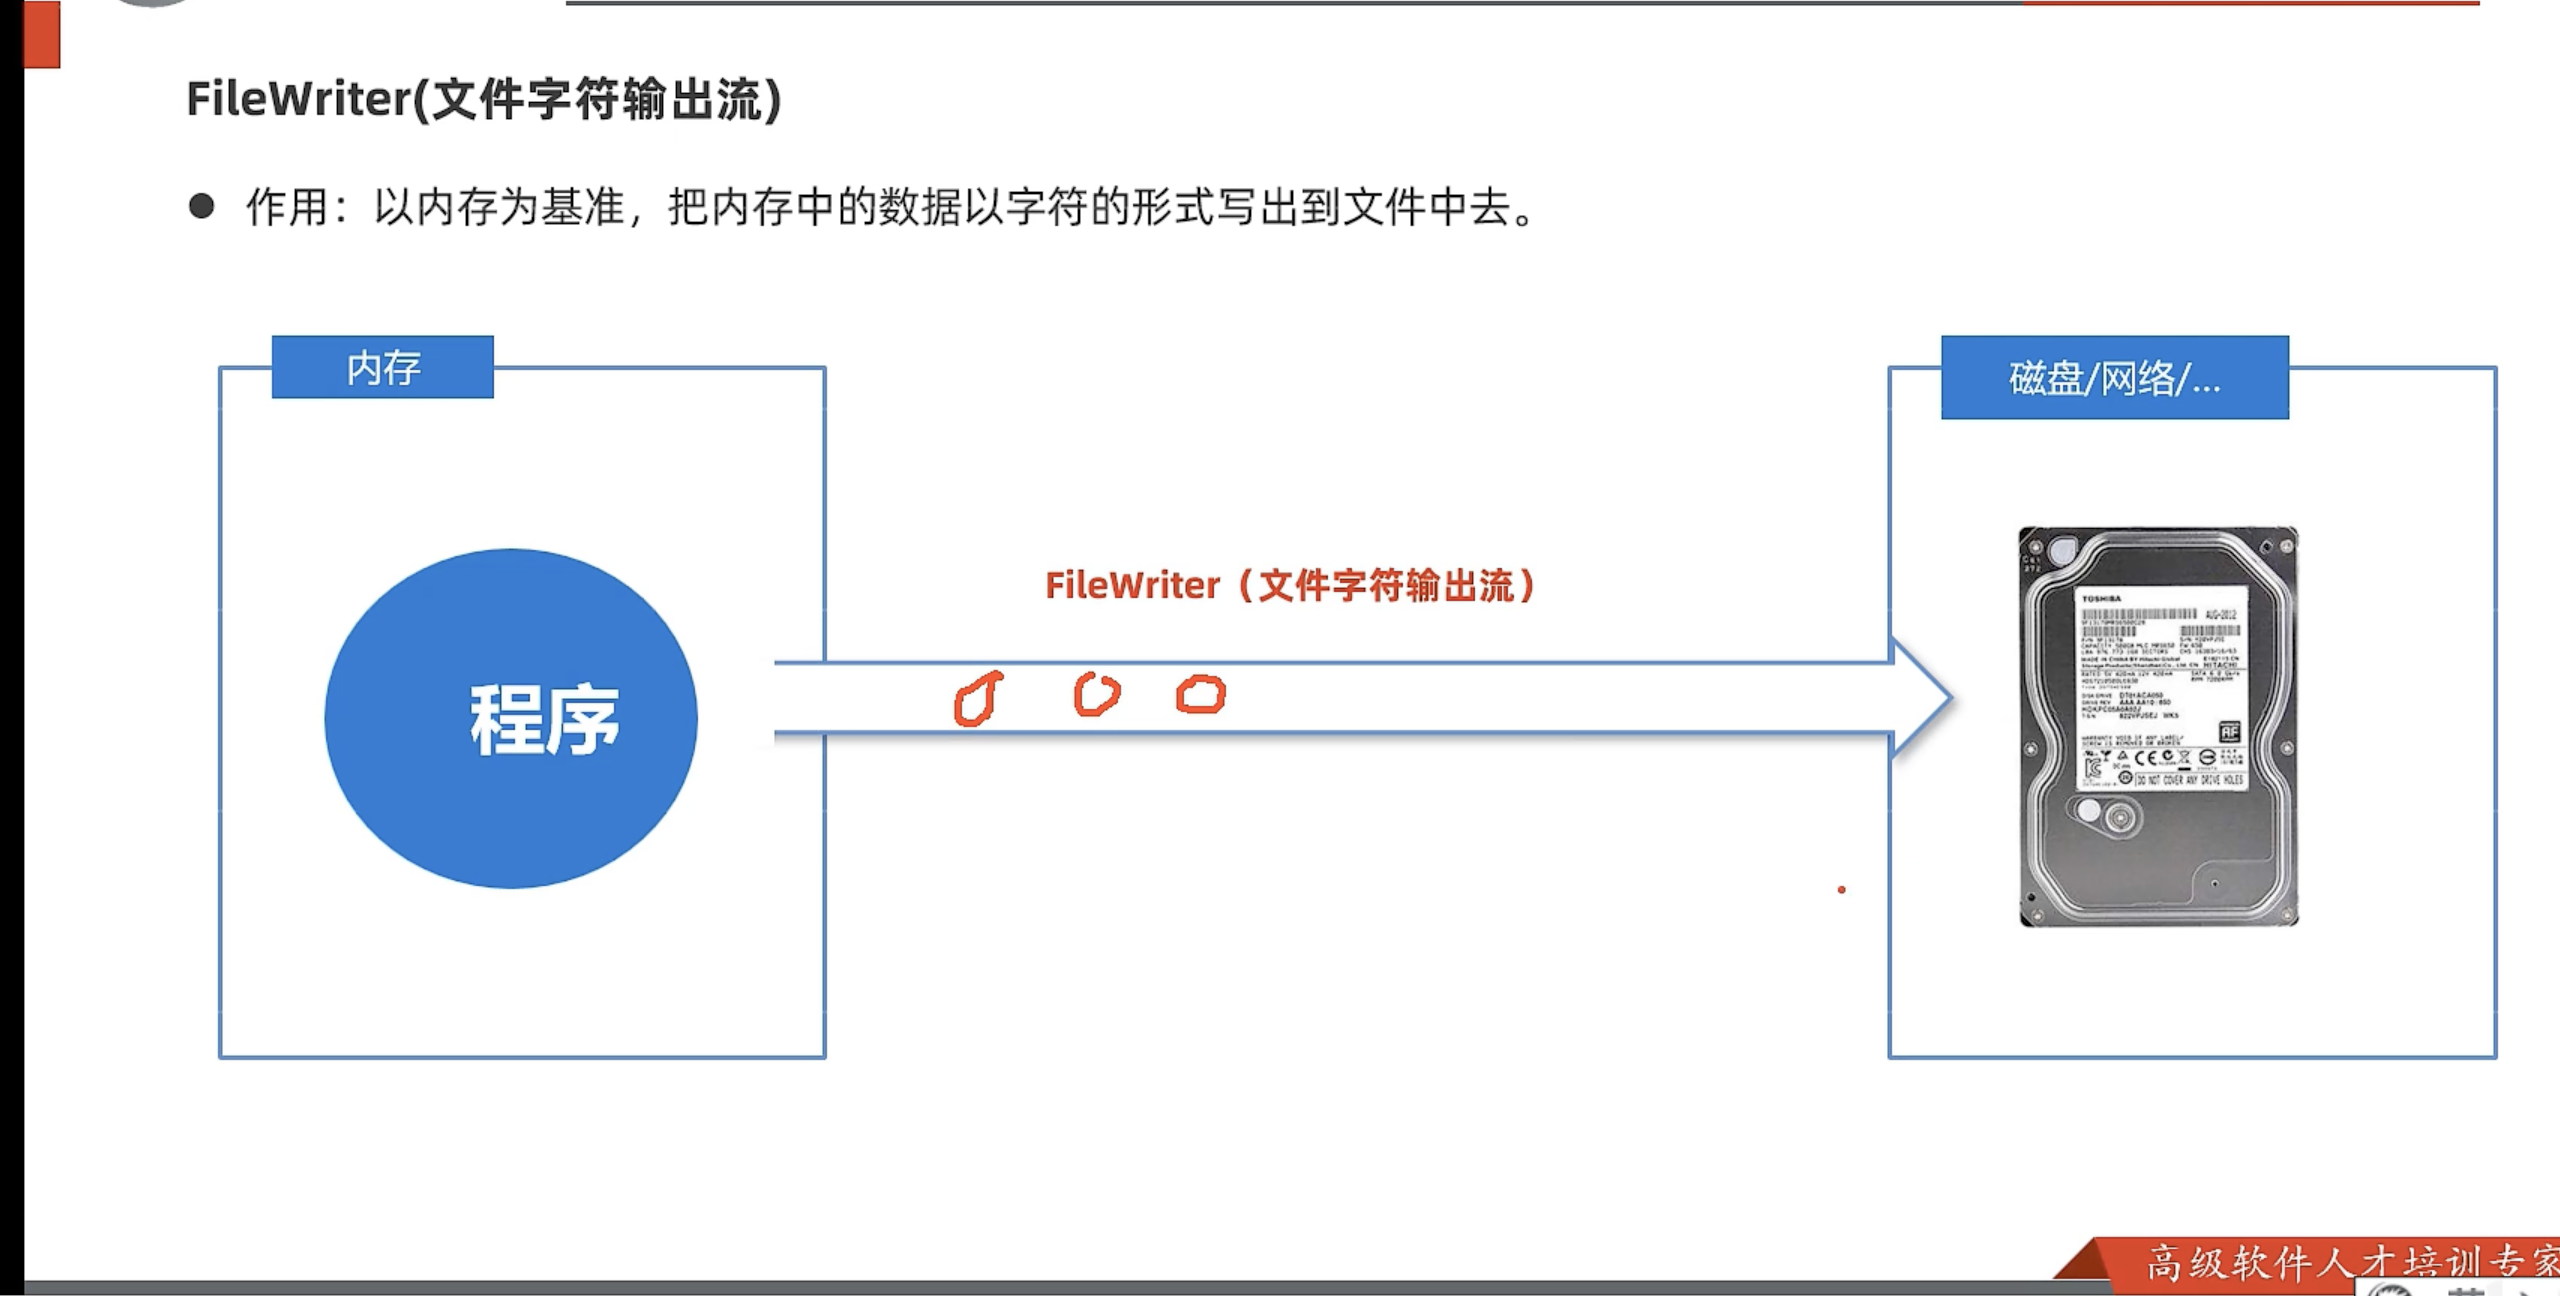 FileWriter(文件字符输出流)
作用：以内存为基准，把内存中的数据以字符的形式写出到文件中去。
内存
磁盘/网络/...
程序
FileWriter（文件字符输出流）
TOSHIBA
AUG-2012
HITACHI
DO NOT COVER ANY DRIVE HOLES
高级软件人才培训专家